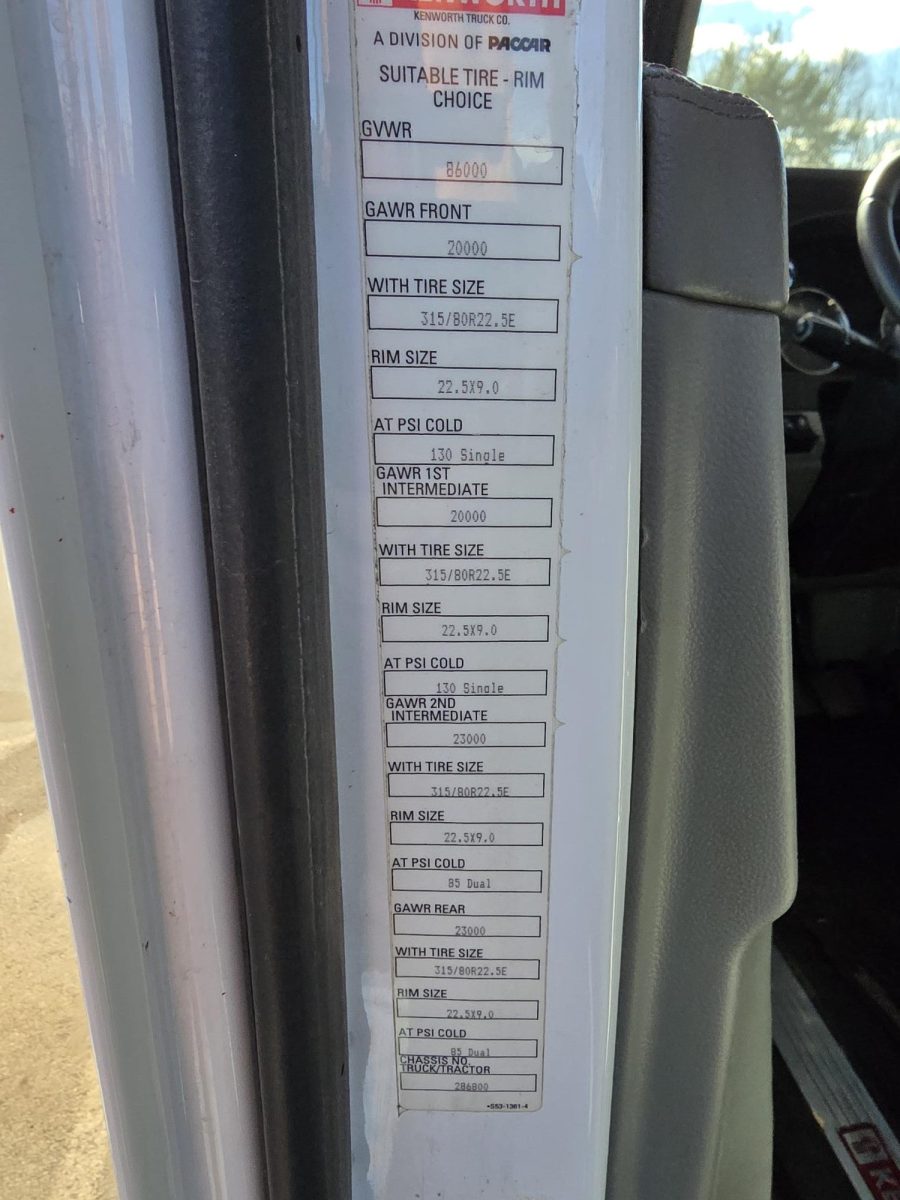 KENWORTH
KENWORTH TRUCK CO.
A DIVISION OF PACCAR
SUITABLE TIRE - RIM
CHOICE
GVWR
86000
GAWR FRONT
20000
WITH TIRE SIZE
315/80R22.5E
RIM SIZE
22.5X9.0
AT PSI COLD
130 Single
GAWR 1ST
INTERMEDIATE
20000
WITH TIRE SIZE
315/80R22.5E
RIM SIZE
22.5X9.0
AT PSI COLD
130 Single
GAWR 2ND
INTERMEDIATE
23000
WITH TIRE SIZE
315/80R22.5E
RIM SIZE
22.5X9.0
AT PSI COLD
85 Dual
GAWR REAR
23000
WITH TIRE SIZE
315/80R22.5E
RIM SIZE
22.5X9.0
AT PSI COLD
85 Dual
CHASSIS NO.
TRUCK/TRACTOR
286800
•S53-1361-4